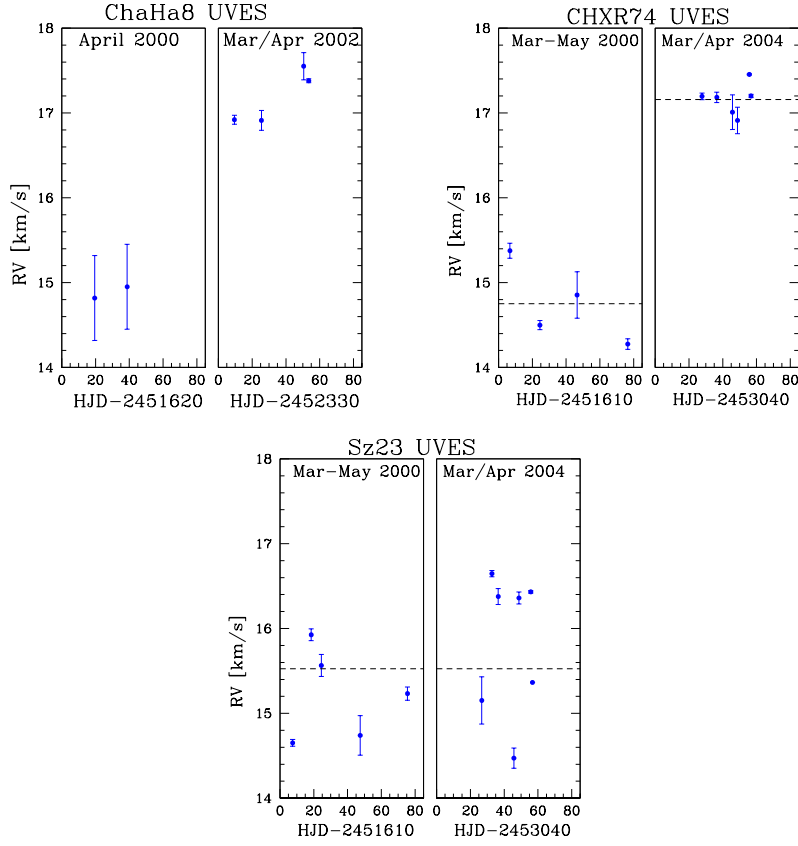 ChaHa8 UVES
April 2000
Mar/Apr 2002
18
17
16
15
14
RV [km/s]
0 20 40 60 80
0 20 40 60 80
HJD-2451620
HJD-2452330
CHXR74 UVES
Mar-May 2000
Mar/Apr 2004
18
17
16
15
14
RV [km/s]
0 20 40 60 80
0 20 40 60 80
HJD-2451610
HJD-2453040
Sz23 UVES
Mar-May 2000
Mar/Apr 2004
18
17
16
15
14
RV [km/s]
0 20 40 60 80
0 20 40 60 80
HJD-2451610
HJD-2453040